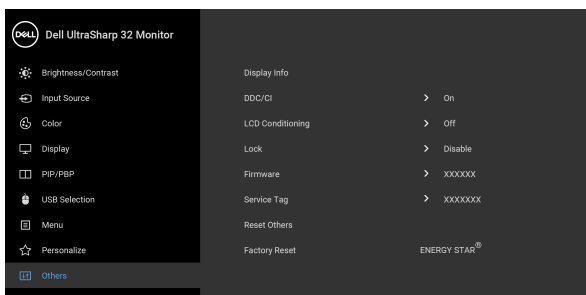 DELL Dell UltraSharp 32 Monitor
Brightness/Contrast
Input Source
Color
Display
PIP/PBP
USB Selection
Menu
Personalize
Others
Display Info
DDC/CI > On
LCD Conditioning > Off
Lock > Disable
Firmware > XXXXXX
Service Tag > XXXXXXX
Reset Others
Factory Reset ENERGY STAR®